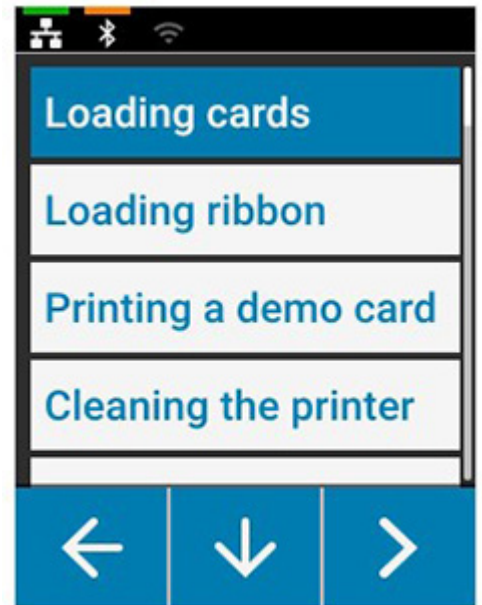 Loading cards
Loading ribbon
Printing a demo card
Cleaning the printer